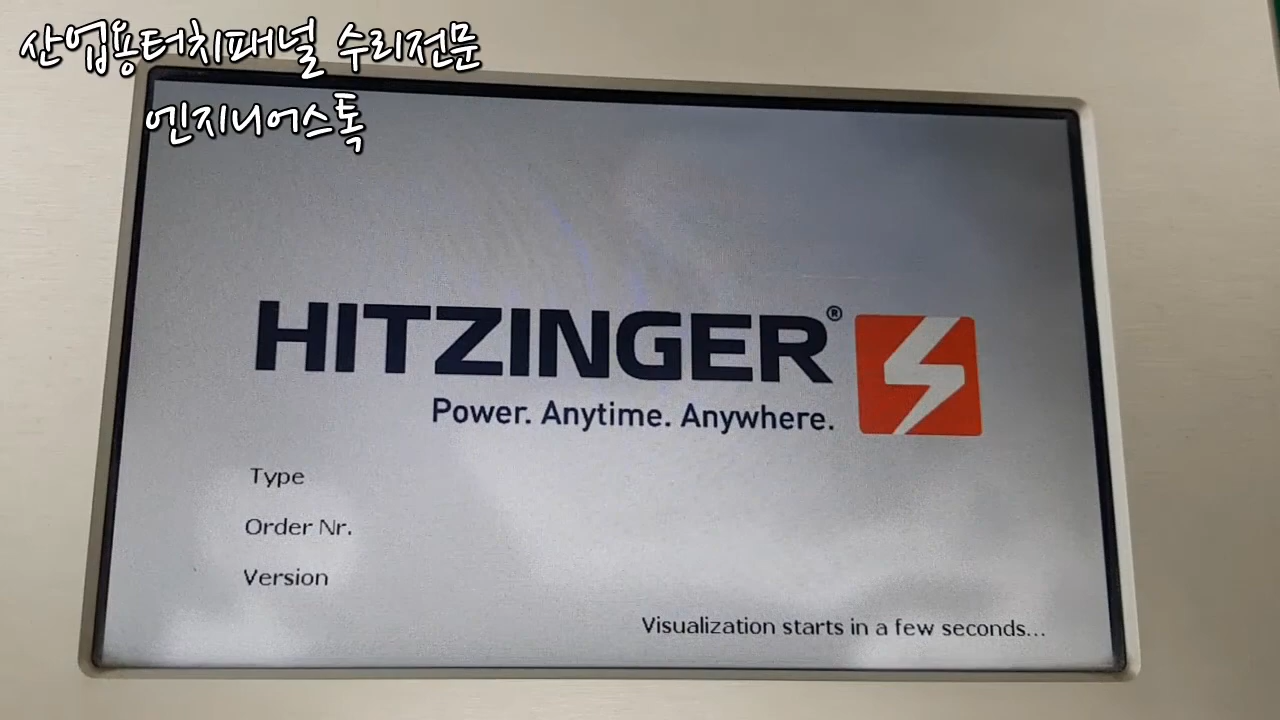 산업용터치패널 수리전문
엔지니어스톡
HITZINGER®
Power. Anytime. Anywhere.
Type
Order Nr.
Version
Visualization starts in a few seconds...